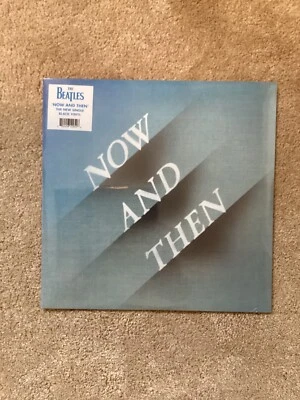 THE
BEATLES
'NOW AND THEN'
THE NEW SINGLE
BLACK VINYL
NOW
AND
THEN